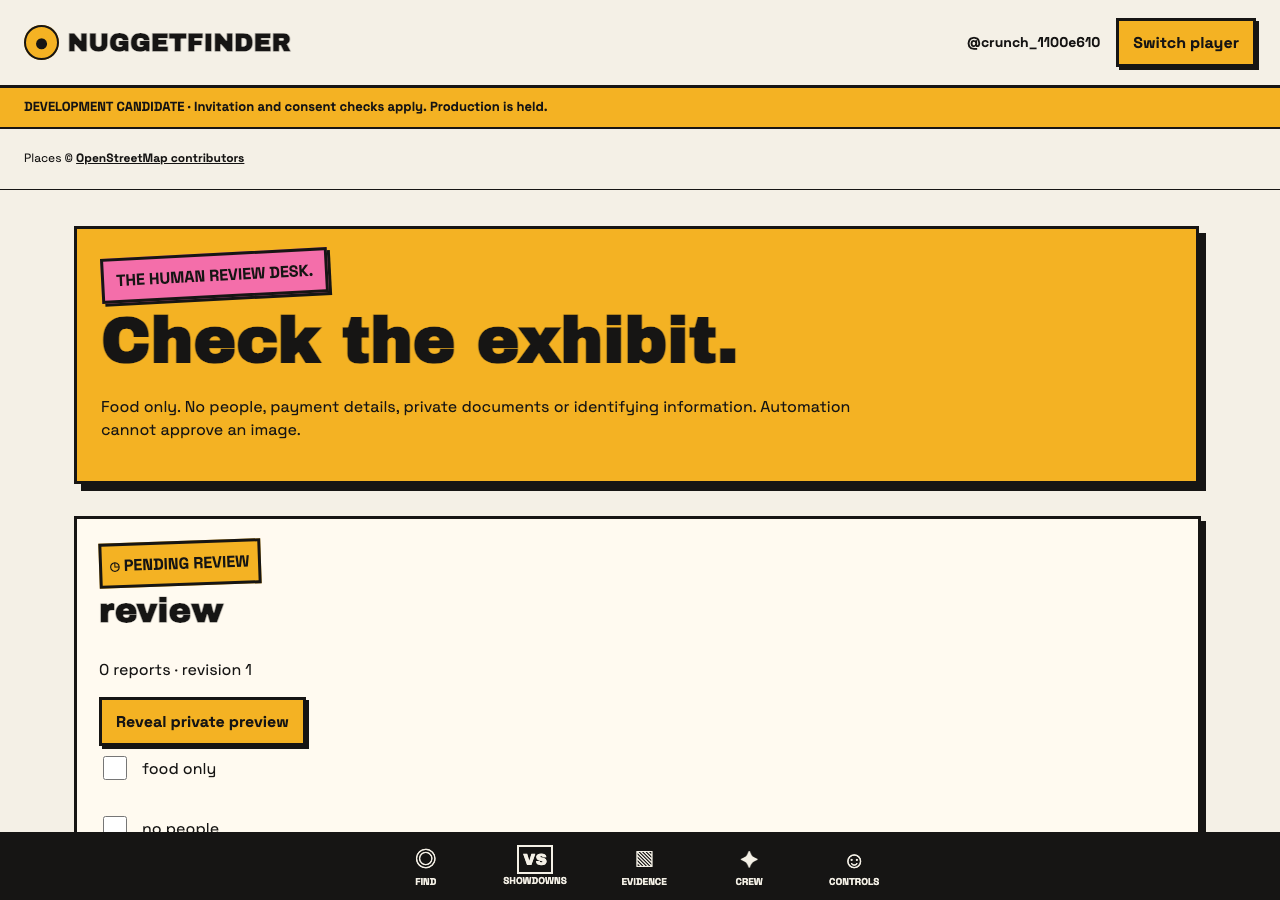 NUGGETFINDER
@crunch_1100e610
Switch player
DEVELOPMENT CANDIDATE · Invitation and consent checks apply. Production is held.
Places © OpenStreetMap contributors
THE HUMAN REVIEW DESK.
Check the exhibit.
Food only. No people, payment details, private documents or identifying information. Automation
cannot approve an image.
◷ PENDING REVIEW
review
0 reports · revision 1
Reveal private preview
food only
no people
FIND
VS
SHOWDOWNS
EVIDENCE
CREW
CONTROLS